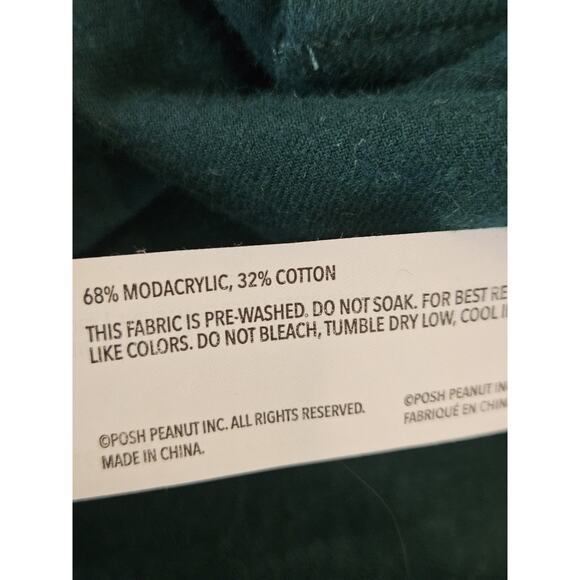 68% MODACRYLIC, 32% COTTON
THIS FABRIC IS PRE-WASHED. DO NOT SOAK. FOR BEST RE
LIKE COLORS. DO NOT BLEACH, TUMBLE DRY LOW, COOL
©POSH PEANUT INC. ALL RIGHTS RESERVED.
MADE IN CHINA.
©POSH PEANUT IN
FABRIQUÉ EN CHIN